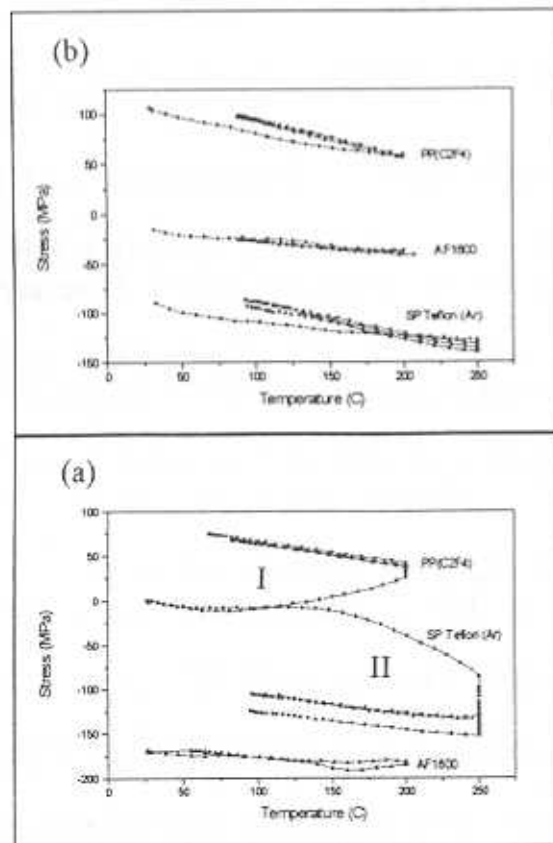 (b)
100
50
0
-50
-100
-150
Stress (MPa)
PP(C2F4)
AF1600
SP Teflon (Ar)
0 50 100 150 200 250
Temperature (C)
(a)
100
50
0
-50
-100
-150
-200
Stress (MPa)
PP(C2F4)
I
SP Teflon (Ar)
II
AF1600
0 50 100 150 200 250
Temperature (C)